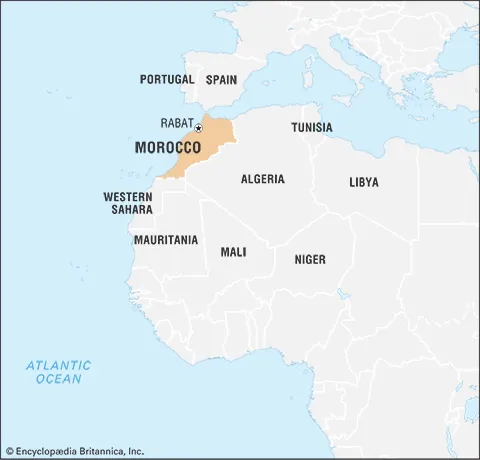 PORTUGAL
SPAIN
RABAT
TUNISIA
MOROCCO
ALGERIA
LIBYA
WESTERN
SAHARA
MAURITANIA
MALI
NIGER
ATLANTIC
OCEAN
© Encyclopædia Britannica, Inc.